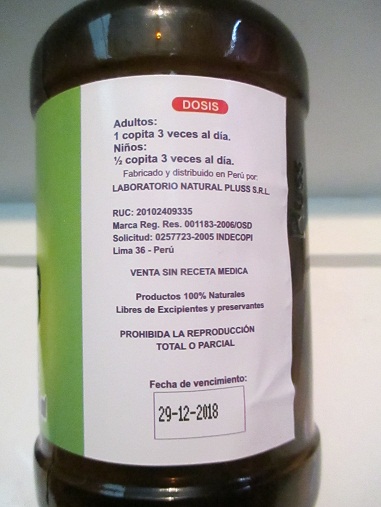 DOSIS
Adultos:
1 copita 3 veces al día.
Niños:
½ copita 3 veces al día.
Fabricado y distribuido en Perú por:
LABORATORIO NATURAL PLUSS S.R.L
RUC: 20102409335
Marca Reg. Res. 001183-2006/OSD
Solicitud: 0257723-2005 INDECOPI
Lima 36 - Perú
VENTA SIN RECETA MEDICA
Productos 100% Naturales
Libres de Excipientes y preservantes
PROHIBIDA LA REPRODUCCIÓN
TOTAL O PARCIAL
Fecha de vencimiento:
29-12-2018